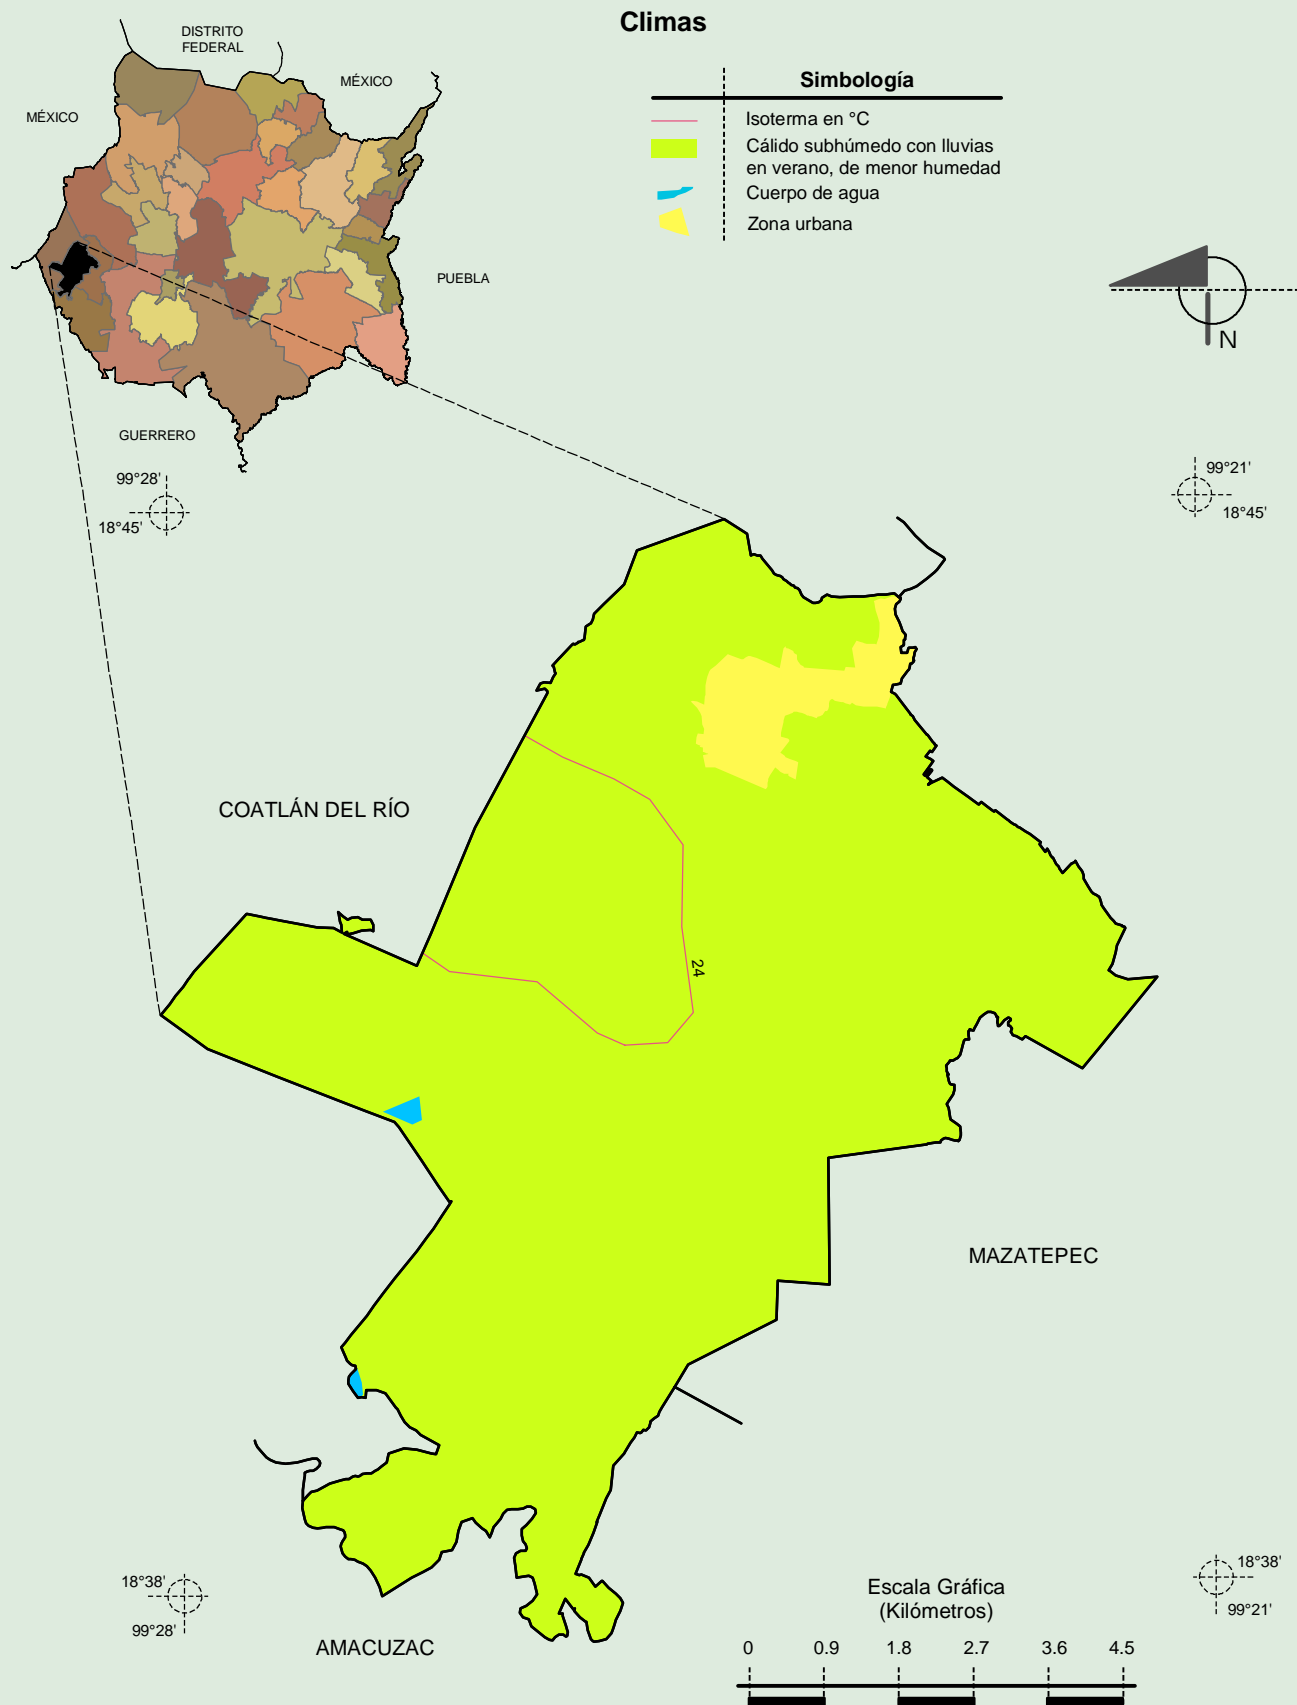 Climas
DISTRITO
FEDERAL
MÉXICO
MÉXICO
PUEBLA
GUERRERO
Simbología
Isoterma en °C
Cálido subhúmedo con lluvias
en verano, de menor humedad
Cuerpo de agua
Zona urbana
N
99°28'
18°45'
99°21'
18°45'
COATLÁN DEL RÍO
24
MAZATEPEC
AMACUZAC
18°38'
99°28'
18°38'
99°21'
Escala Gráfica
(Kilómetros)
0 0.9 1.8 2.7 3.6 4.5